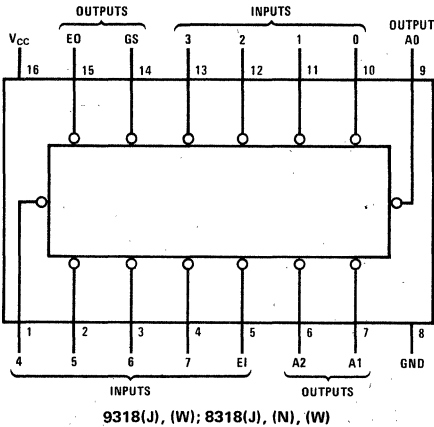 OUTPUTS INPUTS OUTPUT
VCC EO GS 3 2 1 0 A0
16 15 14 13 12 11 10 9
1 2 3 4 5 6 7 8
4 5 6 7 EI A2 A1 GND
INPUTS OUTPUTS
9318(J), (W); 8318(J), (N), (W)